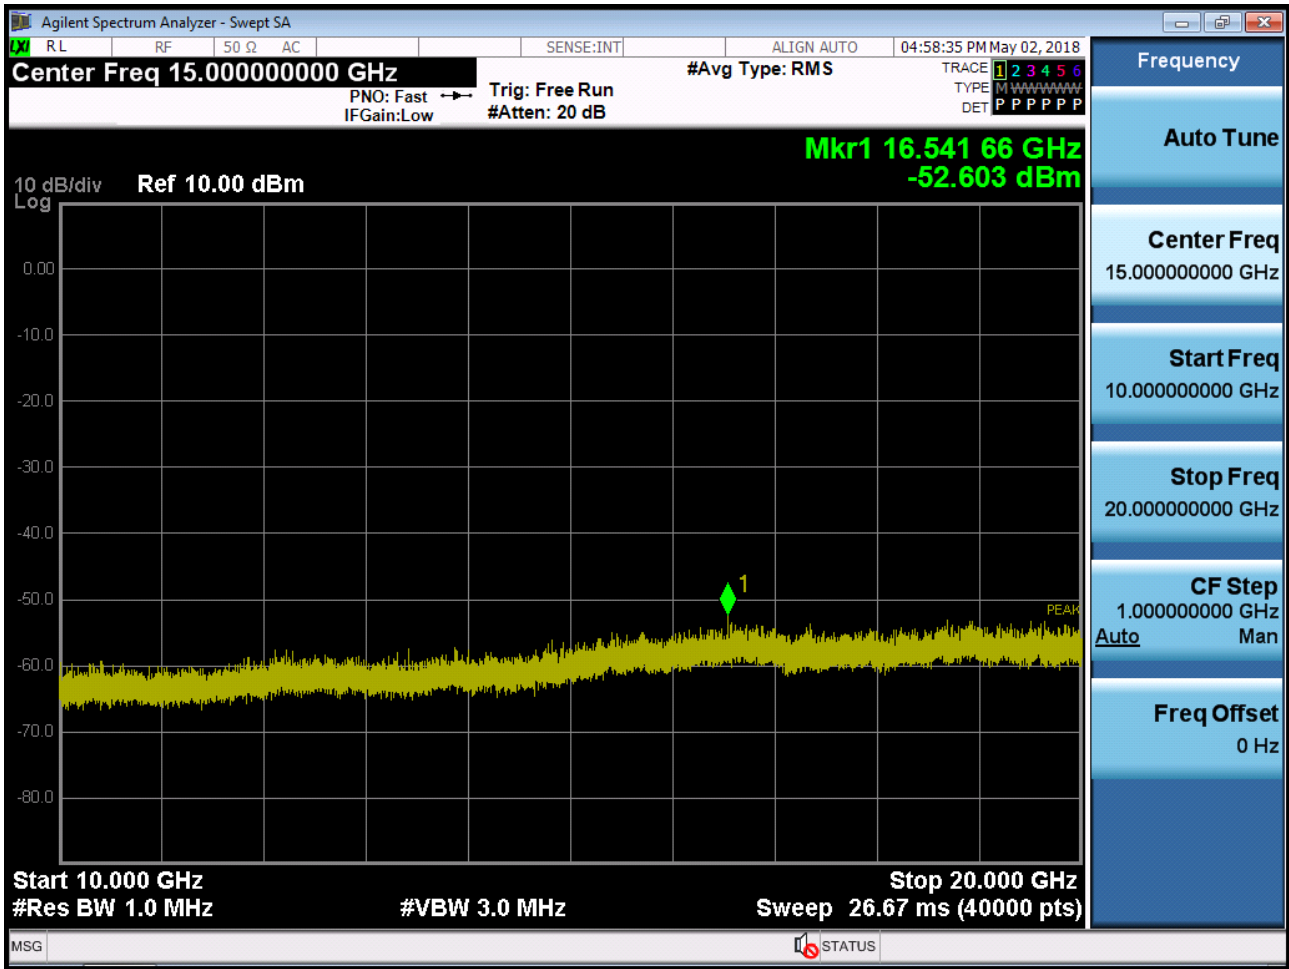 Agilent Spectrum Analyzer - Swept SA
LXI RL RF 50 Ω AC SENSE:INT ALIGN AUTO 04:58:35 PM May 02, 2018
Center Freq 15.000000000 GHz
PNO: Fast
IFGain:Low
Trig: Free Run
#Atten: 20 dB
#Avg Type: RMS
TRACE 1 2 3 4 5 6
TYPE M W W W W W
DET P P P P P P
Mkr1 16.541 66 GHz
-52.603 dBm
10 dB/div Ref 10.00 dBm
Log
0.00
-10.0
-20.0
-30.0
-40.0
-50.0
-60.0
-70.0
-80.0
1
PEAK
Start 10.000 GHz Stop 20.000 GHz
#Res BW 1.0 MHz #VBW 3.0 MHz Sweep 26.67 ms (40000 pts)
MSG STATUS
Frequency
Auto Tune
Center Freq
15.000000000 GHz
Start Freq
10.000000000 GHz
Stop Freq
20.000000000 GHz
CF Step
1.000000000 GHz
Auto Man
Freq Offset
0 Hz